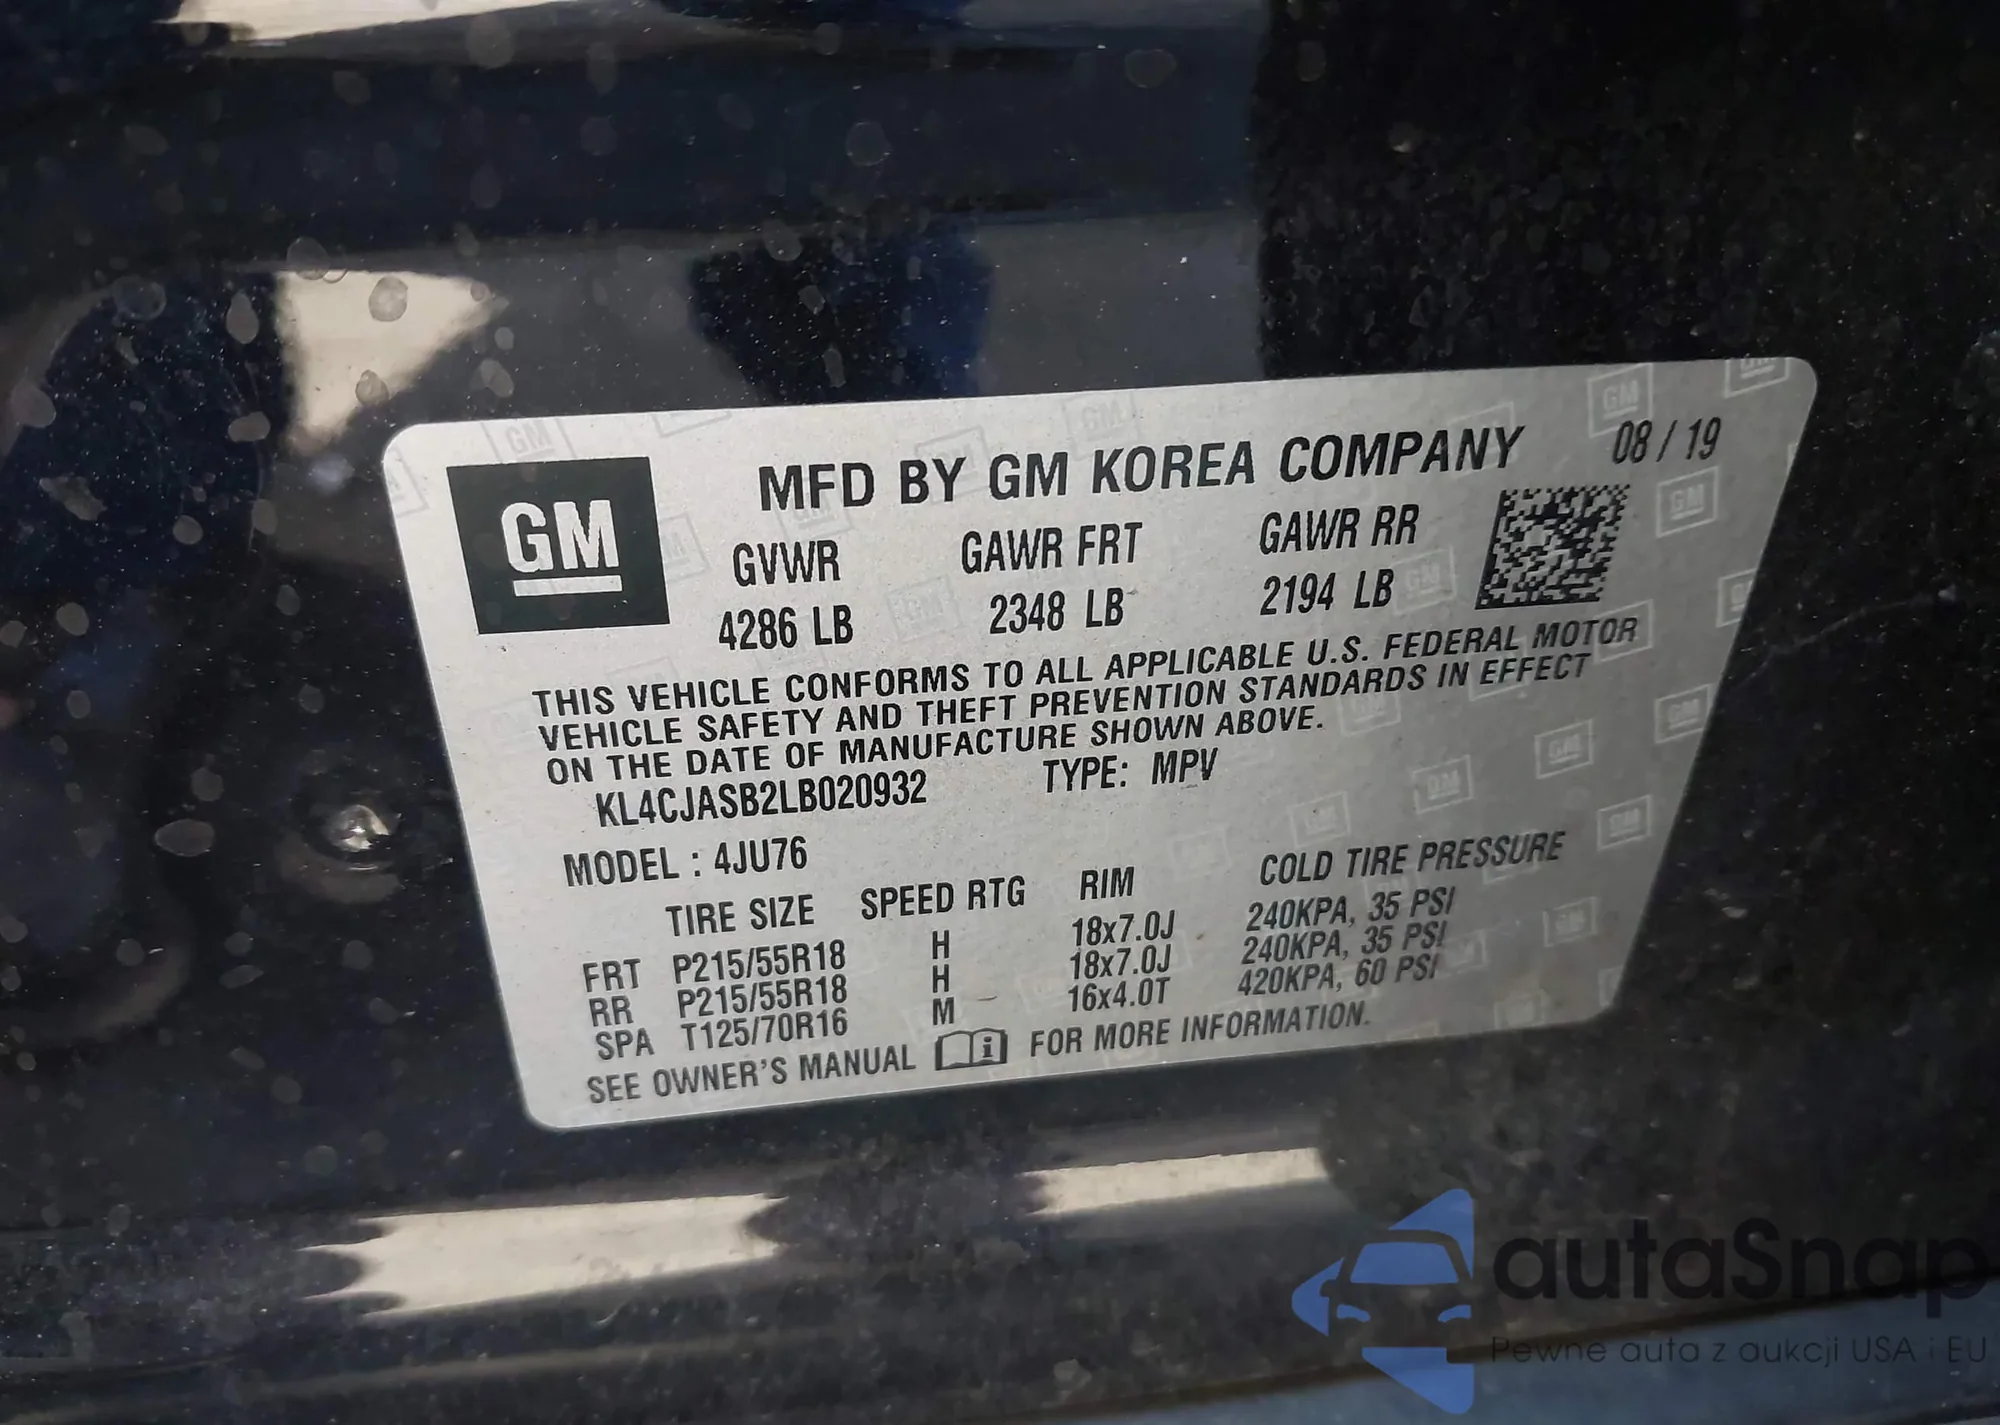 GM
MFD BY GM KOREA COMPANY 08 / 19
GVWR GAWR FRT GAWR RR
4286 LB 2348 LB 2194 LB
THIS VEHICLE CONFORMS TO ALL APPLICABLE U.S. FEDERAL MOTOR
VEHICLE SAFETY AND THEFT PREVENTION STANDARDS IN EFFECT
ON THE DATE OF MANUFACTURE SHOWN ABOVE.
KL4CJASB2LB020932 TYPE: MPV
MODEL : 4JU76
TIRE SIZE SPEED RTG RIM COLD TIRE PRESSURE
FRT P215/55R18 H 18x7.0J 240KPA, 35 PSI
RR P215/55R18 H 18x7.0J 240KPA, 35 PSI
SPA T125/70R16 M 16x4.0T 420KPA, 60 PSI
SEE OWNER'S MANUAL i FOR MORE INFORMATION.
autaSnap
Pewne auta z aukcji USA i EU